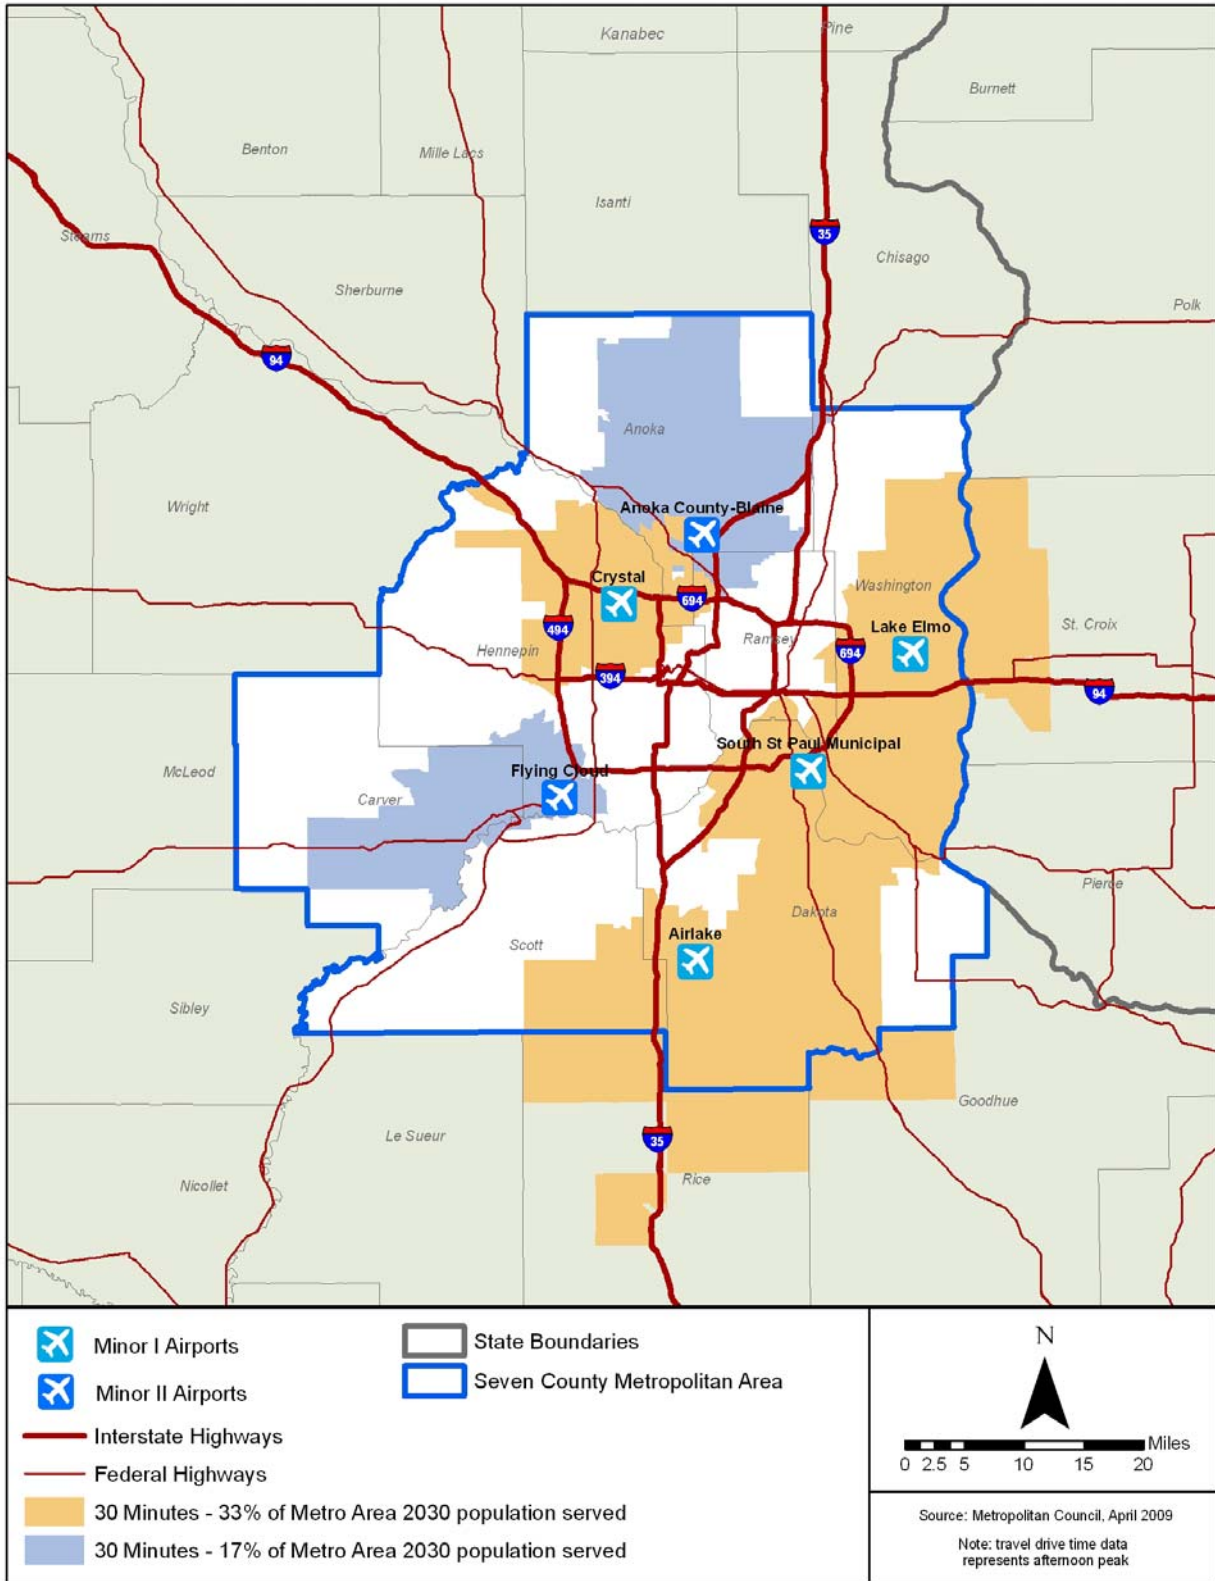 Kanabec
Pine
Burnett
Benton
Mille Lacs
Isanti
35
Stearns
Chisago
Sherburne
Polk
94
Anoka
Wright
Anoka County-Blaine
Crystal
694
Washington
494
Ramsey
Lake Elmo
St. Croix
Hennepin
694
394
94
South St Paul Municipal
McLeod
Flying Cloud
Carver
Pierce
Dakota
Airlake
Scott
Sibley
Goodhue
Le Sueur
35
Nicollet
Rice
Minor I Airports
Minor II Airports
Interstate Highways
Federal Highways
30 Minutes - 33% of Metro Area 2030 population served
30 Minutes - 17% of Metro Area 2030 population served
State Boundaries
Seven County Metropolitan Area
N
Miles
0 2.5 5 10 15 20
Source: Metropolitan Council, April 2009
Note: travel drive time data
represents afternoon peak